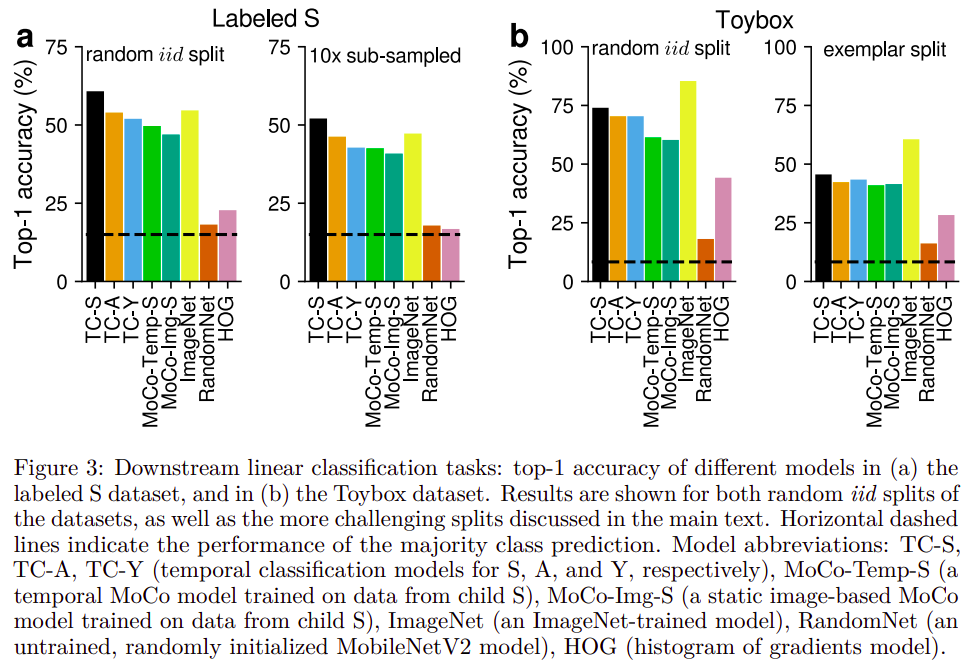 Labeled S
Toybox
a
random iid split
10x sub-sampled
b
random iid split
exemplar split
Top-1 accuracy (%)
75
50
25
0
75
50
25
0
Top-1 accuracy (%)
100
75
50
25
0
100
75
50
25
0
TC-S
TC-A
TC-Y
MoCo-Temp-S
MoCo-Img-S
ImageNet
RandomNet
HOG
TC-S
TC-A
TC-Y
MoCo-Temp-S
MoCo-Img-S
ImageNet
RandomNet
HOG
TC-S
TC-A
TC-Y
MoCo-Temp-S
MoCo-Img-S
ImageNet
RandomNet
HOG
TC-S
TC-A
TC-Y
MoCo-Temp-S
MoCo-Img-S
ImageNet
RandomNet
HOG
Figure 3: Downstream linear classification tasks: top-1 accuracy of different models in (a) the
labeled S dataset, and in (b) the Toybox dataset. Results are shown for both random iid splits of
the datasets, as well as the more challenging splits discussed in the main text. Horizontal dashed
lines indicate the performance of the majority class prediction. Model abbreviations: TC-S,
TC-A, TC-Y (temporal classification models for S, A, and Y, respectively), MoCo-Temp-S (a
temporal MoCo model trained on data from child S), MoCo-Img-S (a static image-based MoCo
model trained on data from child S), ImageNet (an ImageNet-trained model), RandomNet (an
untrained, randomly initialized MobileNetV2 model), HOG (histogram of gradients model).